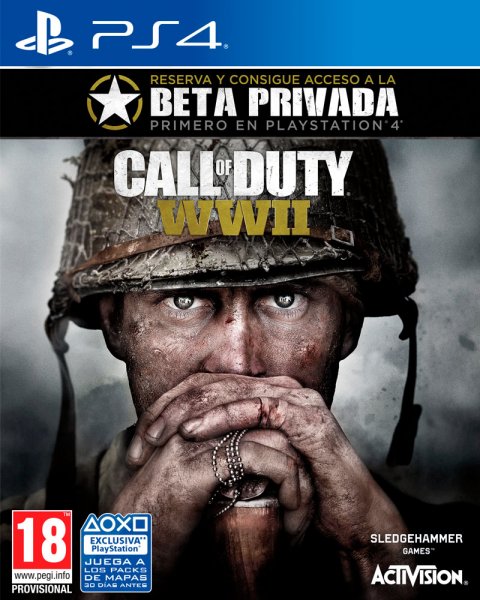 PS4
RESERVA Y CONSIGUE ACCESO A LA
BETA PRIVADA
PRIMERO EN PLAYSTATION®4*
CALL OF DUTY®
WWII
18
www.pegi.info
PROVISIONAL
EXCLUSIVA**
PlayStation®
JUEGA A
LOS PACKS
DE MAPAS
30 DÍAS ANTES
SLEDGEHAMMER
GAMES™
ACTIVISION®